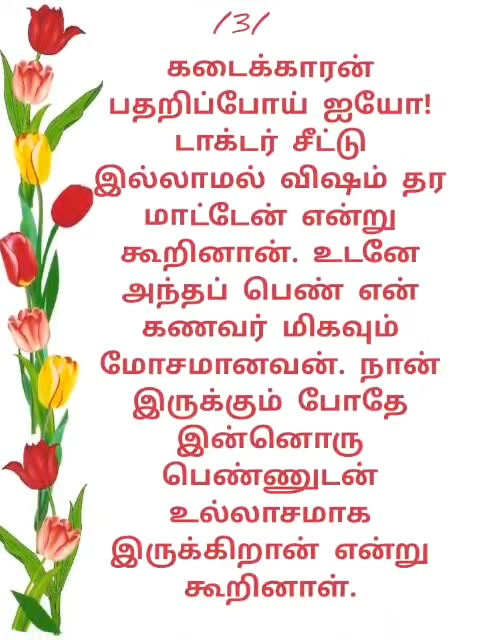 /3/
கடைக்காரன்
பதறிப்போய் ஐயோ!
டாக்டர் சீட்டு
இல்லாமல் விஷம் தர
மாட்டேன் என்று
கூறினான். உடனே
அந்தப் பெண் என்
கணவர் மிகவும்
மோசமானவன். நான்
இருக்கும் போதே
இன்னொரு
பெண்ணுடன்
உல்லாசமாக
இருக்கிறான் என்று
கூறினாள்.